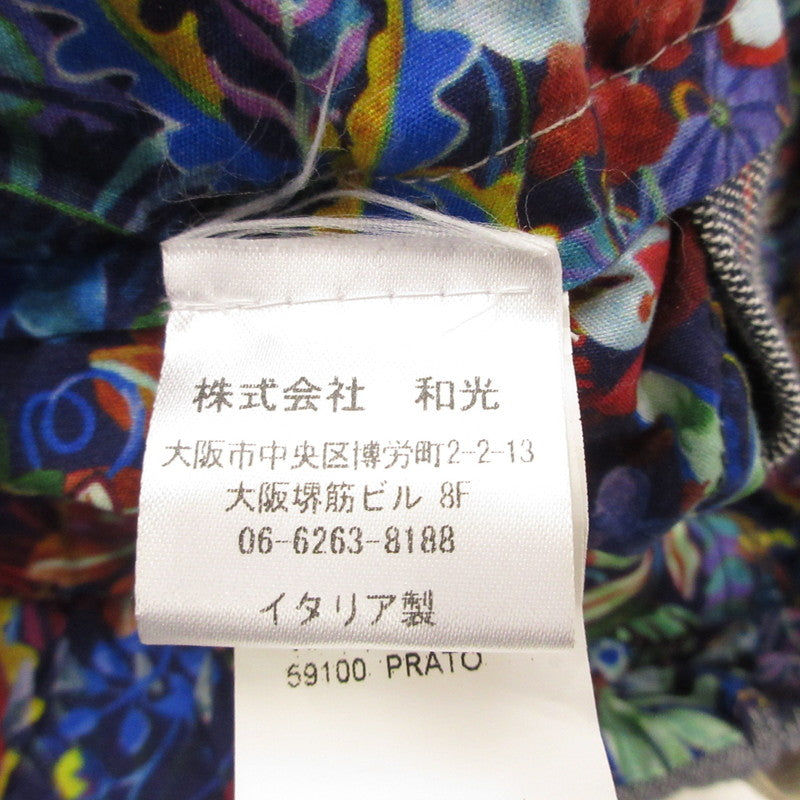 株式会社 和光
大阪市中央区博労町2-2-13
大阪堺筋ビル 8F
06-6263-8188
イタリア製
59100 PRATO